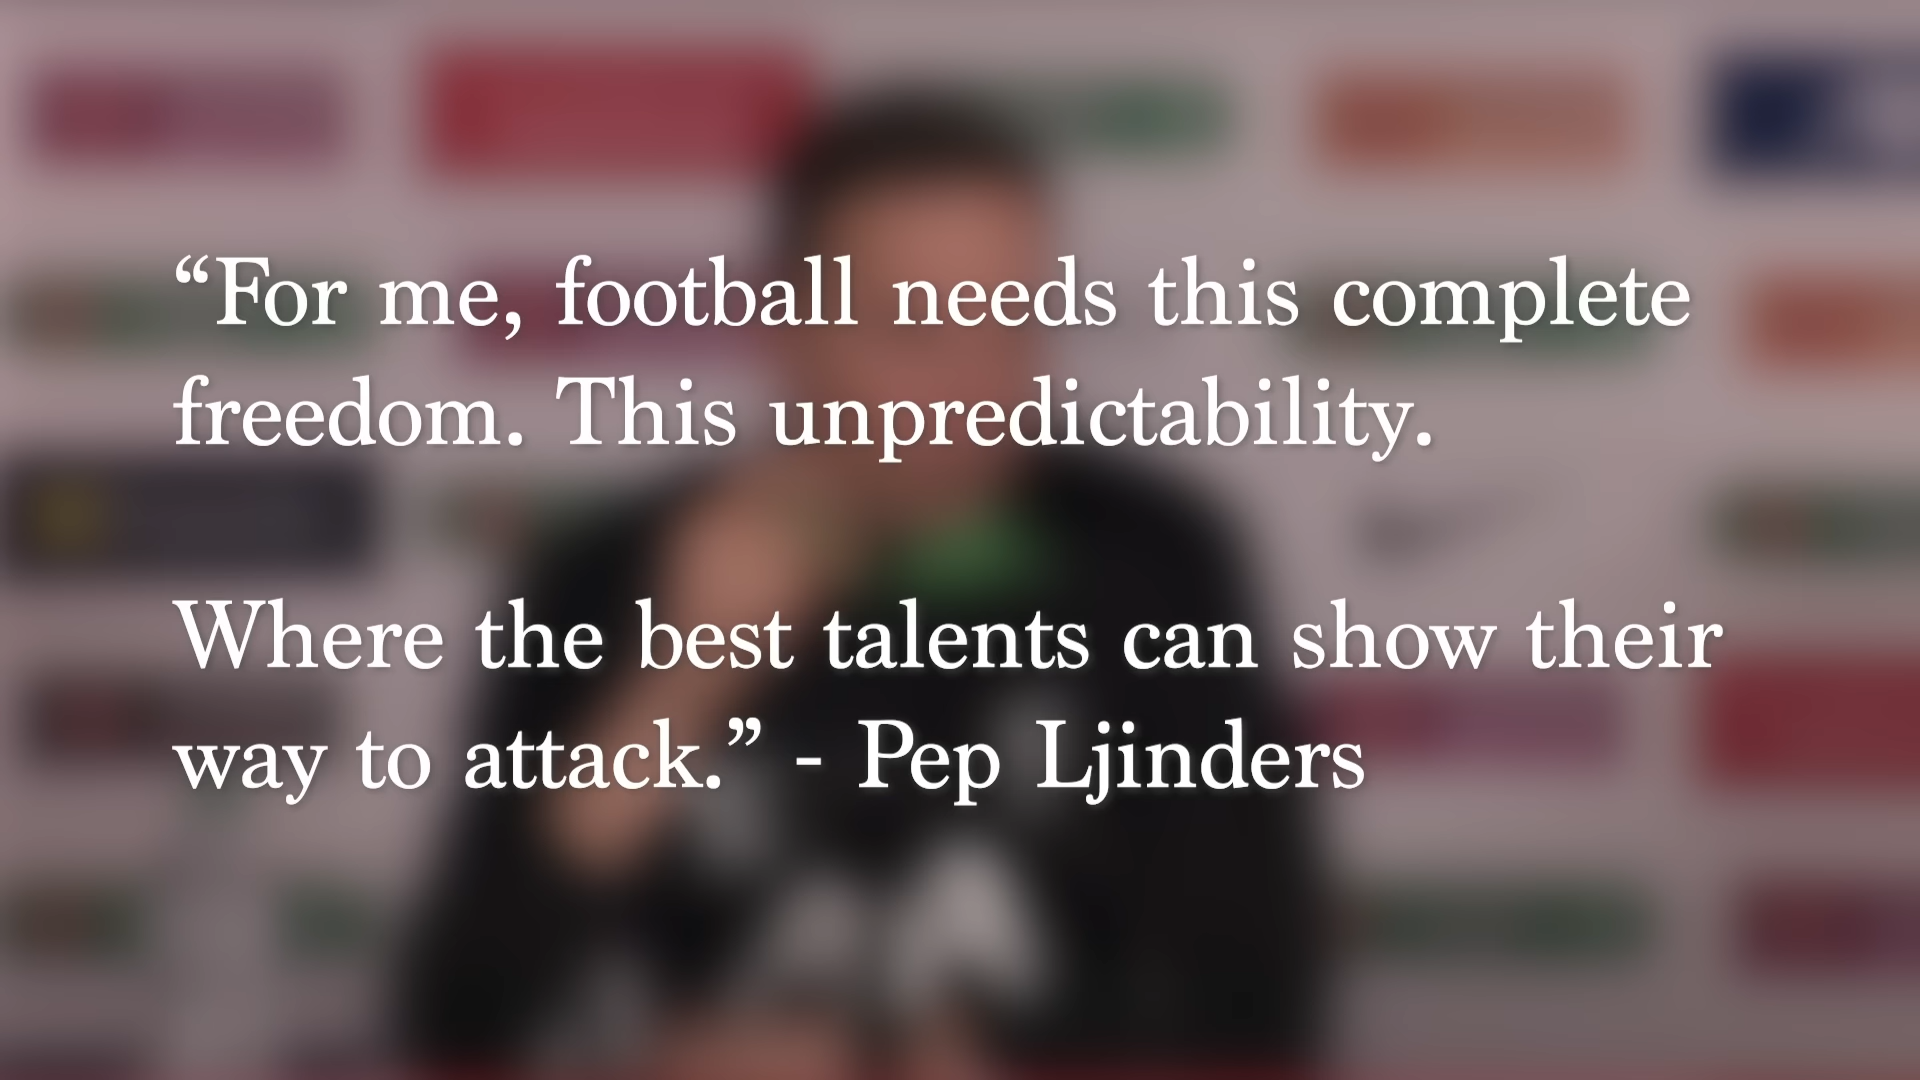 “For me, football needs this complete
freedom. This unpredictability.
Where the best talents can show their
way to attack.” - Pep Ljinders